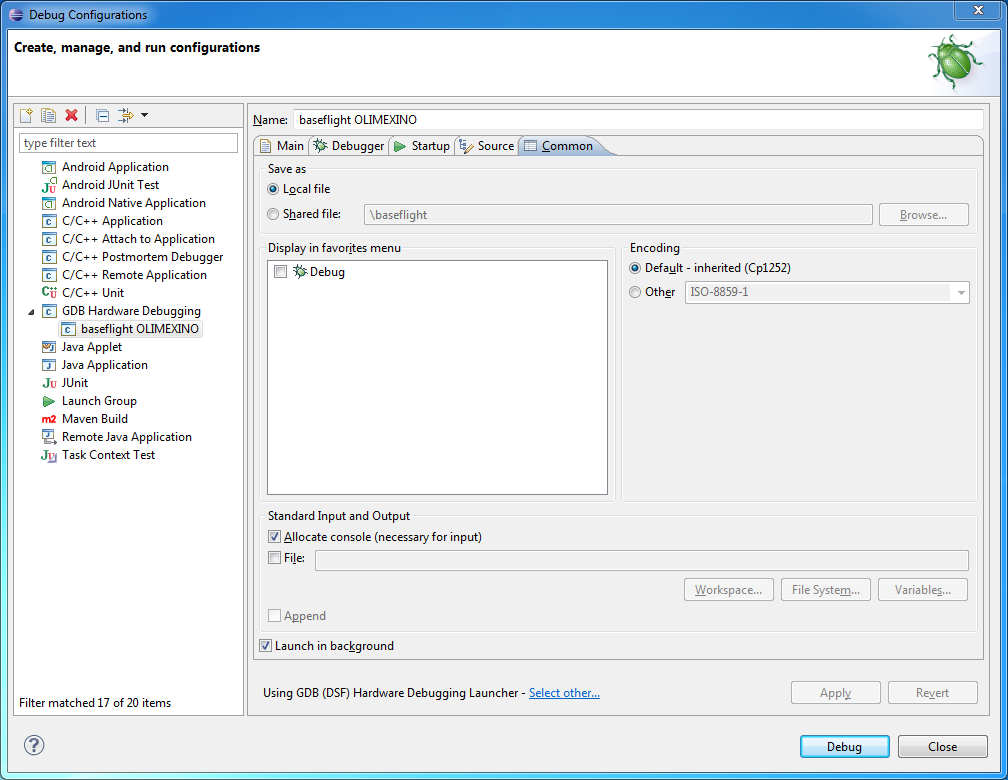 Debug Configurations
Create, manage, and run configurations
type filter text
Android Application
Android JUnit Test
Android Native Application
C/C++ Application
C/C++ Attach to Application
C/C++ Postmortem Debugger
C/C++ Remote Application
C/C++ Unit
GDB Hardware Debugging
baseflight OLIMEXINO
Java Applet
Java Application
JUnit
Launch Group
Maven Build
Remote Java Application
Task Context Test
Filter matched 17 of 20 items
Name: baseflight OLIMEXINO
Main Debugger Startup Source Common
Save as
Local file
Shared file: \baseflight Browse...
Display in favorites menu
Debug
Encoding
Default - inherited (Cp1252)
Other ISO-8859-1
Standard Input and Output
Allocate console (necessary for input)
File:
Workspace... File System... Variables...
Append
Launch in background
Using GDB (DSF) Hardware Debugging Launcher - Select other...
Apply Revert
Debug Close